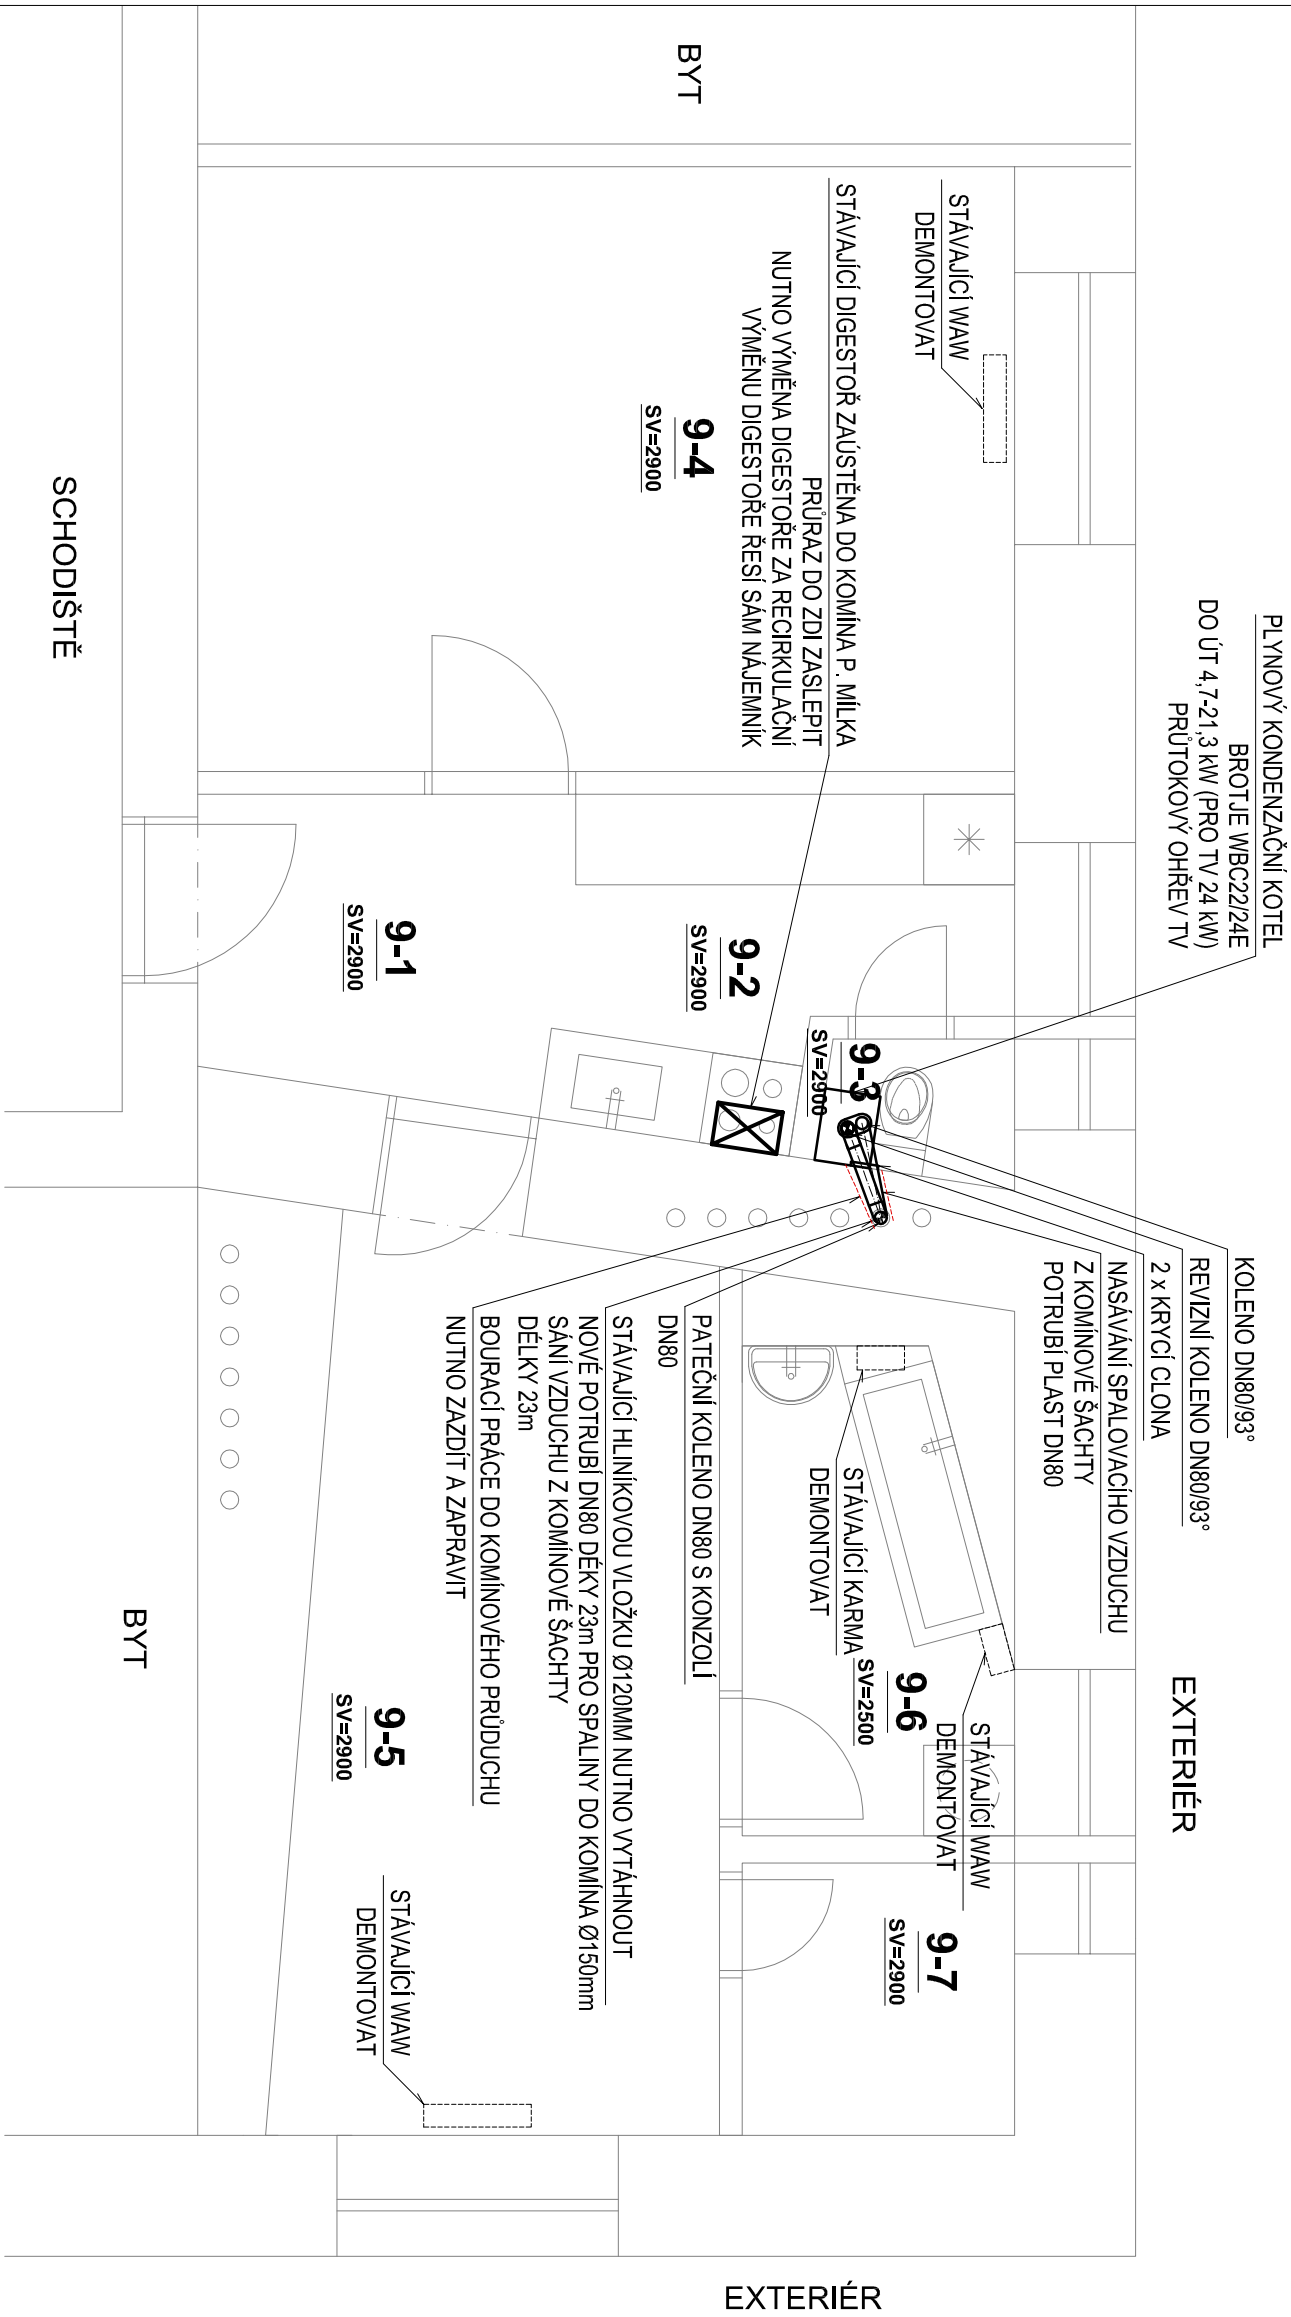 BYT
STÁVAJÍCÍ WAW
DEMONTOVAT
STÁVAJÍCÍ DIGESTOŘ ZAÚSTĚNA DO KOMÍNA P. MÍLKA
PRŮRAZ DO ZDI ZASLEPIT
NUTNO VÝMĚNA DIGESTOŘE ZA RECIRKULAČNÍ
VÝMĚNU DIGESTOŘE ŘEŠÍ SÁM NÁJEMNÍK
9-4
SV=2900
SCHODIŠTĚ
PLYNOVÝ KONDENZAČNÍ KOTEL
BROTJE WBC22/24E
DO ÚT 4,7-21,3 kW (PRO TV 24 kW)
PRŮTOKOVÝ OHŘEV TV
9-3
SV=2900
9-2
SV=2900
9-1
SV=2900
KOLENO DN80/93°
REVIZNÍ KOLENO DN80/93°
2 x KRYCÍ CLONA
NASÁVÁNÍ SPALOVACÍHO VZDUCHU
Z KOMÍNOVÉ ŠACHTY
POTRUBÍ PLAST DN80
PATEČNÍ KOLENO DN80 S KONZOLÍ
DN80
STÁVAJÍCÍ HLINÍKOVOU VLOŽKU Ø120MM NUTNO VYTÁHNOUT
NOVÉ POTRUBÍ DN80 DÉKY 23m PRO SPALINY DO KOMÍNA Ø150mm
SÁNÍ VZDUCHU Z KOMÍNOVÉ ŠACHTY
DÉLKY 23m
BOURACÍ PRÁCE DO KOMÍNOVÉHO PRŮDUCHU
NUTNO ZAZDÍT A ZAPRAVIT
STÁVAJÍCÍ KARMA
DEMONTOVAT
EXTERIÉR
STÁVAJÍCÍ WAW
DEMONTOVAT
9-6
SV=2500
9-7
SV=2900
9-5
SV=2900
BYT
STÁVAJÍCÍ WAW
DEMONTOVAT
EXTERIÉR